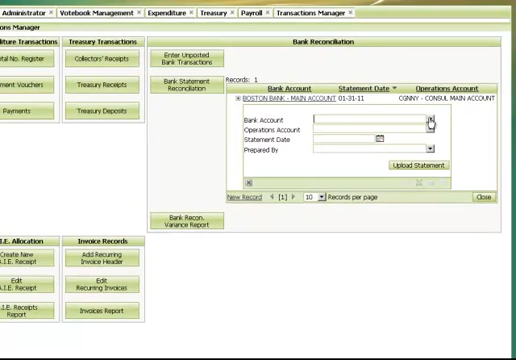 Administrator × Votebook Management × Expenditure × Treasury × Payroll × Transactions Manager ×
ons Manager
diture Transactions
Treasury Transactions
Bank Reconciliation
tal No. Register
Collectors' Receipts
Enter Unposted
Bank Transactions
ment Vouchers
Treasury Receipts
Bank Statement
Reconciliation
Records: 1
Bank Account Statement Date Operations Account
BOSTON BANK - MAIN ACCOUNT 01-31-11 CGNNY - CONSUL MAIN ACCOUNT
Payments
Treasury Deposits
Bank Account
Operations Account
Statement Date
Prepared By
Upload Statement
New Record [1] 10 Records per page Close
Bank Recon.
Variance Report
.I.E. Allocation
Invoice Records
Create New
A.I.E. Receipt
Add Recurring
Invoice Header
Edit
.I.E. Receipt
Edit
Recurring Invoices
.I.E. Receipts
Report
Invoices Report